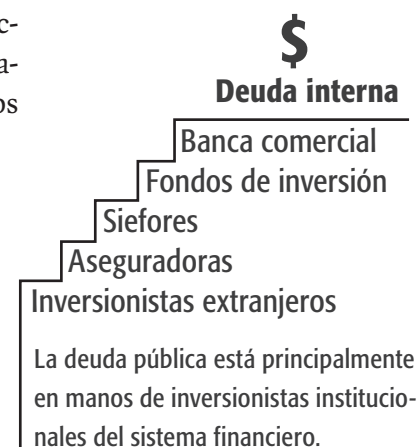 c-
a-
os
$
Deuda interna
Banca comercial
Fondos de inversión
Siefores
Aseguradoras
Inversionistas extranjeros
La deuda pública está principalmente
en manos de inversionistas institucio-
nales del sistema financiero.